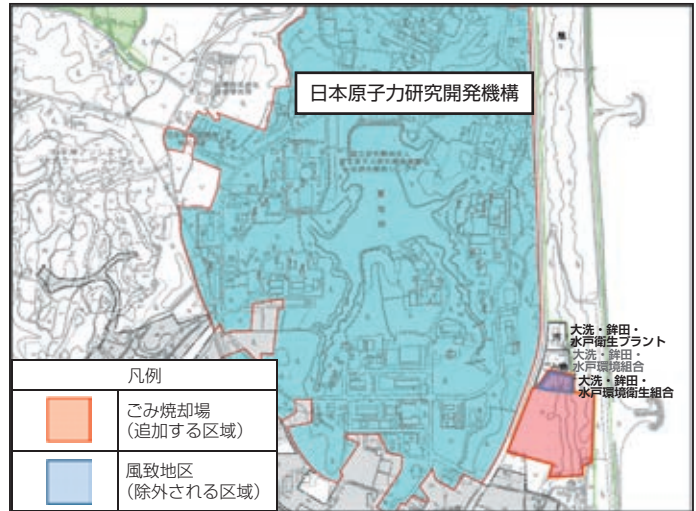 日本原子力研究開発機構
大洗・鉾田・
水戸衛生プラント
大洗・鉾田・
水戸環境組合
大洗・鉾田・
水戸環境衛生組合
凡例
ごみ焼却場
（追加する区域）
風致地区
（除外される区域）